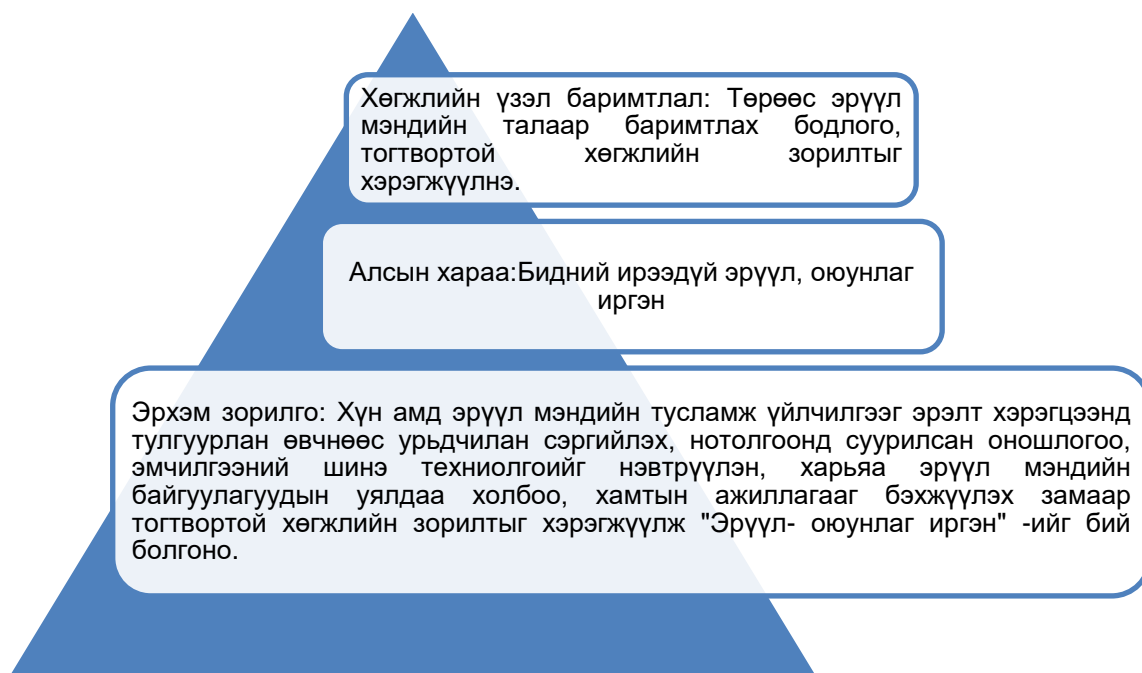 Хөгжлийн үзэл баримтлал: Төрөөс эрүүл
мэндийн талаар баримтлах бодлого,
тогтвортой хөгжлийн зорилтыг
хэрэгжүүлнэ.
Алсын хараа:Бидний ирээдүй эрүүл, оюунлаг
иргэн
Эрхэм зорилго: Хүн амд эрүүл мэндийн тусламж үйлчилгээг эрэлт хэрэгцээнд
тулгуурлан өвчнөөс урьдчилан сэргийлэх, нотолгоонд суурилсан оношлогоо,
эмчилгээний шинэ техниолгоийг нэвтрүүлэн, харьяа эрүүл мэндийн
байгуулагуудын уялдаа холбоо, хамтын ажиллагааг бэхжүүлэх замаар
тогтвортой хөгжлийн зорилтыг хэрэгжүүлж "Эрүүл- оюунлаг иргэн" -ийг бий
болгоно.